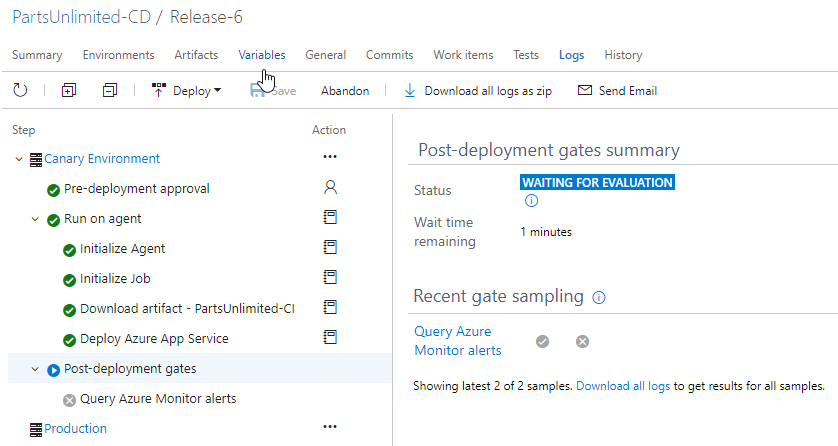 PartsUnlimited-CD / Release-6
Summary Environments Artifacts Variables General Commits Work items Tests Logs History
Deploy Save Abandon Download all logs as zip Send Email
Step Action
Canary Environment ...
Pre-deployment approval
Run on agent
Initialize Agent
Initialize Job
Download artifact - PartsUnlimited-CI
Deploy Azure App Service
Post-deployment gates
Query Azure Monitor alerts
Production ...
Post-deployment gates summary
Status WAITING FOR EVALUATION
Wait time
remaining
1 minutes
Recent gate sampling
Query Azure
Monitor alerts
Showing latest 2 of 2 samples. Download all logs to get results for all samples.